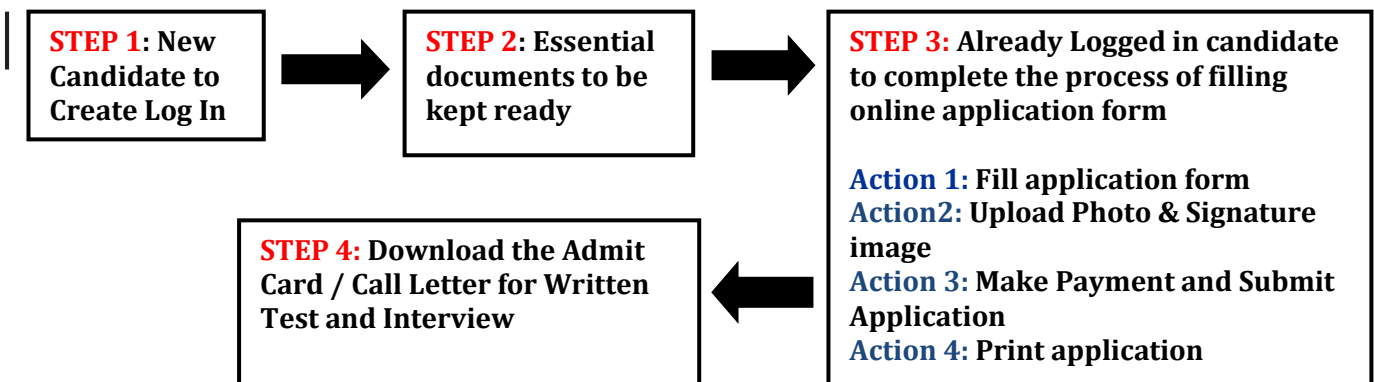 STEP 1: New
Candidate to
Create Log In
STEP 2: Essential
documents to be
kept ready
STEP 3: Already Logged in candidate
to complete the process of filling
online application form
Action 1: Fill application form
Action2: Upload Photo & Signature
image
Action 3: Make Payment and Submit
Application
Action 4: Print application
STEP 4: Download the Admit
Card / Call Letter for Written
Test and Interview